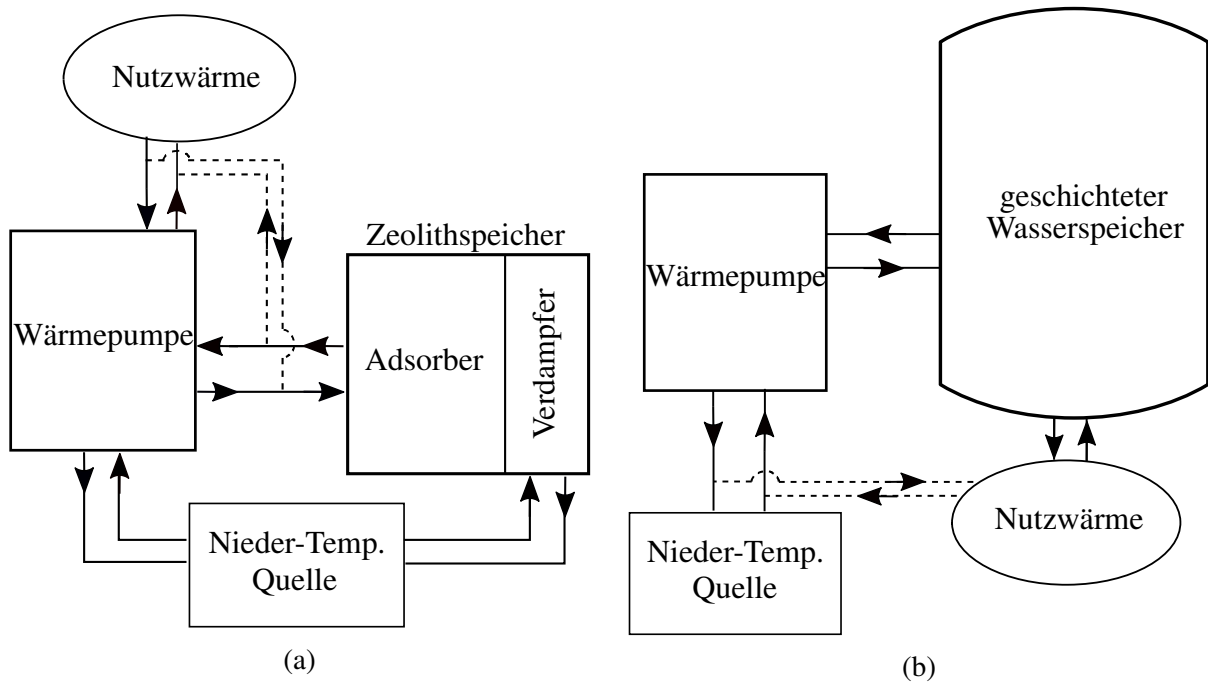 Nutzwärme
Zeolithspeicher
Wärmepumpe
Adsorber
Verdampfer
Nieder-Temp.
Quelle
(a)
geschichteter
Wasserspeicher
Wärmepumpe
Nieder-Temp.
Quelle
Nutzwärme
(b)